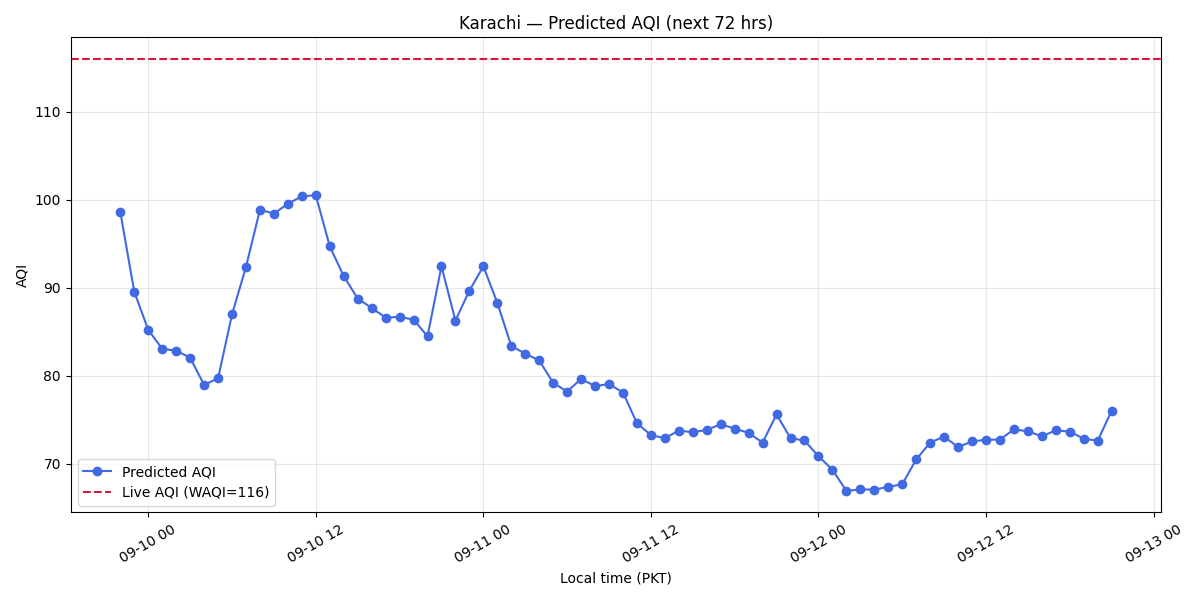 Karachi — Predicted AQI (next 72 hrs)
110
100
90
80
70
AQI
Predicted AQI
Live AQI (WAQI=116)
09-10 00
09-10 12
09-11 00
09-11 12
09-12 00
09-12 12
09-13 00
Local time (PKT)